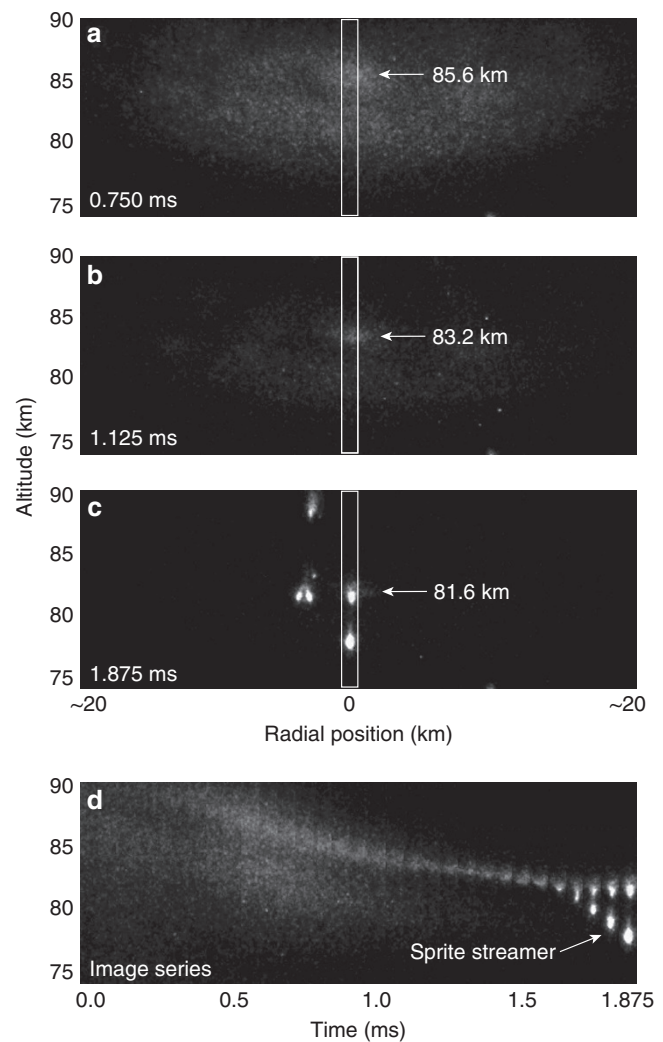 90
a
85
85.6 km
80
75
0.750 ms
90
b
85
83.2 km
80
75
1.125 ms
Altitude (km)
90
c
85
81.6 km
80
75
1.875 ms
~20
0
~20
Radial position (km)
90
d
85
80
Sprite streamer
75
Image series
0.0
0.5
1.0
1.5
1.875
Time (ms)